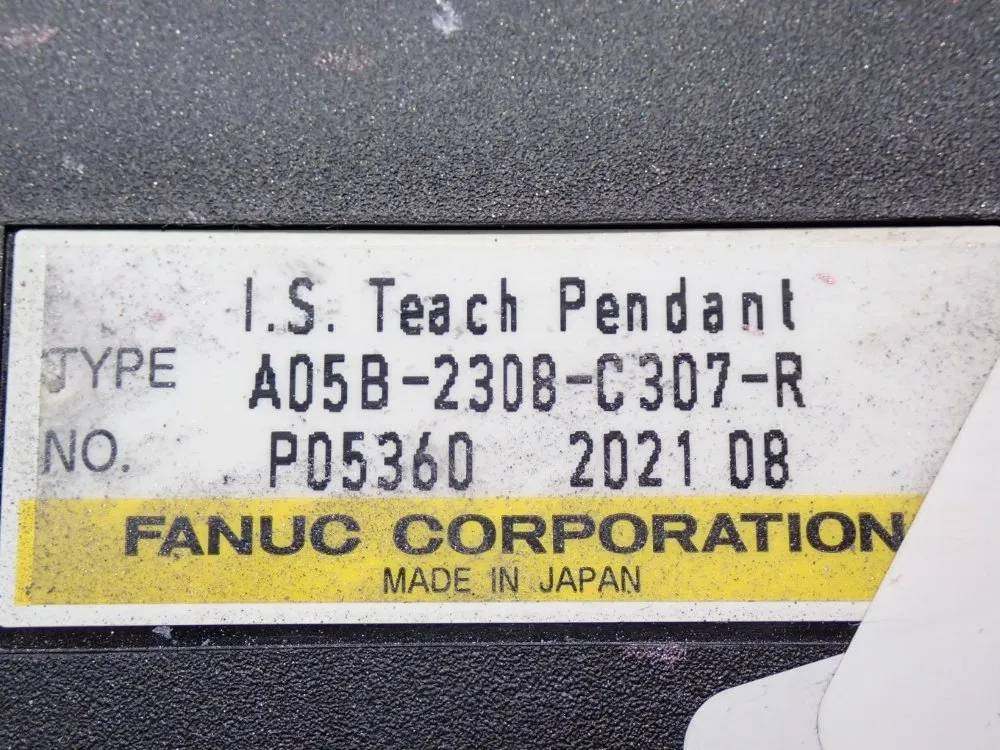 I.S. Teach Pendant
TYPE A05B-2308-C307-R
NO. P05360 2021 08
FANUC CORPORATION
MADE IN JAPAN